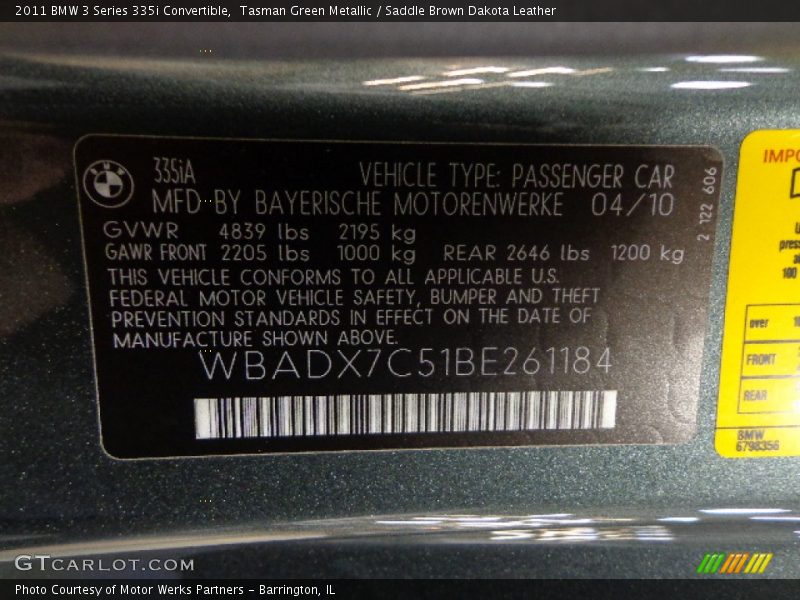 2011 BMW 3 Series 335i Convertible,  Tasman Green Metallic / Saddle Brown Dakota Leather
BMW
335iA VEHICLE TYPE: PASSENGER CAR
MFD BY BAYERISCHE MOTORENWERKE 04/10
GVWR 4839 lbs 2195 kg
GAWR FRONT 2205 lbs 1000 kg REAR 2646 lbs 1200 kg
THIS VEHICLE CONFORMS TO ALL APPLICABLE U.S.
FEDERAL MOTOR VEHICLE SAFETY, BUMPER AND THEFT
PREVENTION STANDARDS IN EFFECT ON THE DATE OF
MANUFACTURE SHOWN ABOVE.
WBADX7C51BE261184
2 122 606
IMPO
pres
100
over
FRONT
REAR
BMW
6798356
GTCARLOT.COM
Photo Courtesy of Motor Werks Partners - Barrington, IL